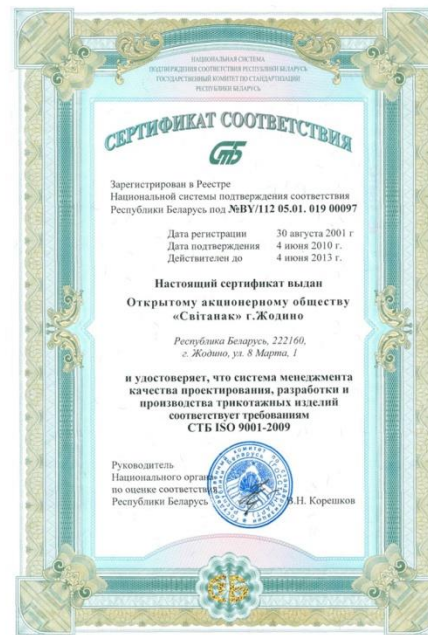 НАЦИОНАЛЬНАЯ СИСТЕМА
ПОДТВЕРЖДЕНИЯ СООТВЕТСТВИЯ РЕСПУБЛИКИ БЕЛАРУСЬ
ГОСУДАРСТВЕННЫЙ КОМИТЕТ ПО СТАНДАРТИЗАЦИИ
РЕСПУБЛИКИ БЕЛАРУСЬ
СЕРТИФИКАТ СООТВЕТСТВИЯ
СТБ
Зарегистрирован в Реестре
Национальной системы подтверждения соответствия
Республики Беларусь под №BY/112 05.01. 019 00097
Дата регистрации 30 августа 2001 г
Дата подтверждения 4 июня 2010 г.
Действителен до 4 июня 2013 г.
Настоящий сертификат выдан
Открытому акционерному обществу
«Світанак» г.Жодино
Республика Беларусь, 222160,
г. Жодино, ул. 8 Марта, 1
и удостоверяет, что система менеджмента
качества проектирования, разработки и
производства трикотажных изделий
соответствует требованиям
СТБ ISO 9001-2009
Руководитель
Национального органа
по оценке соответствия
Республики Беларусь В.Н. Корешков